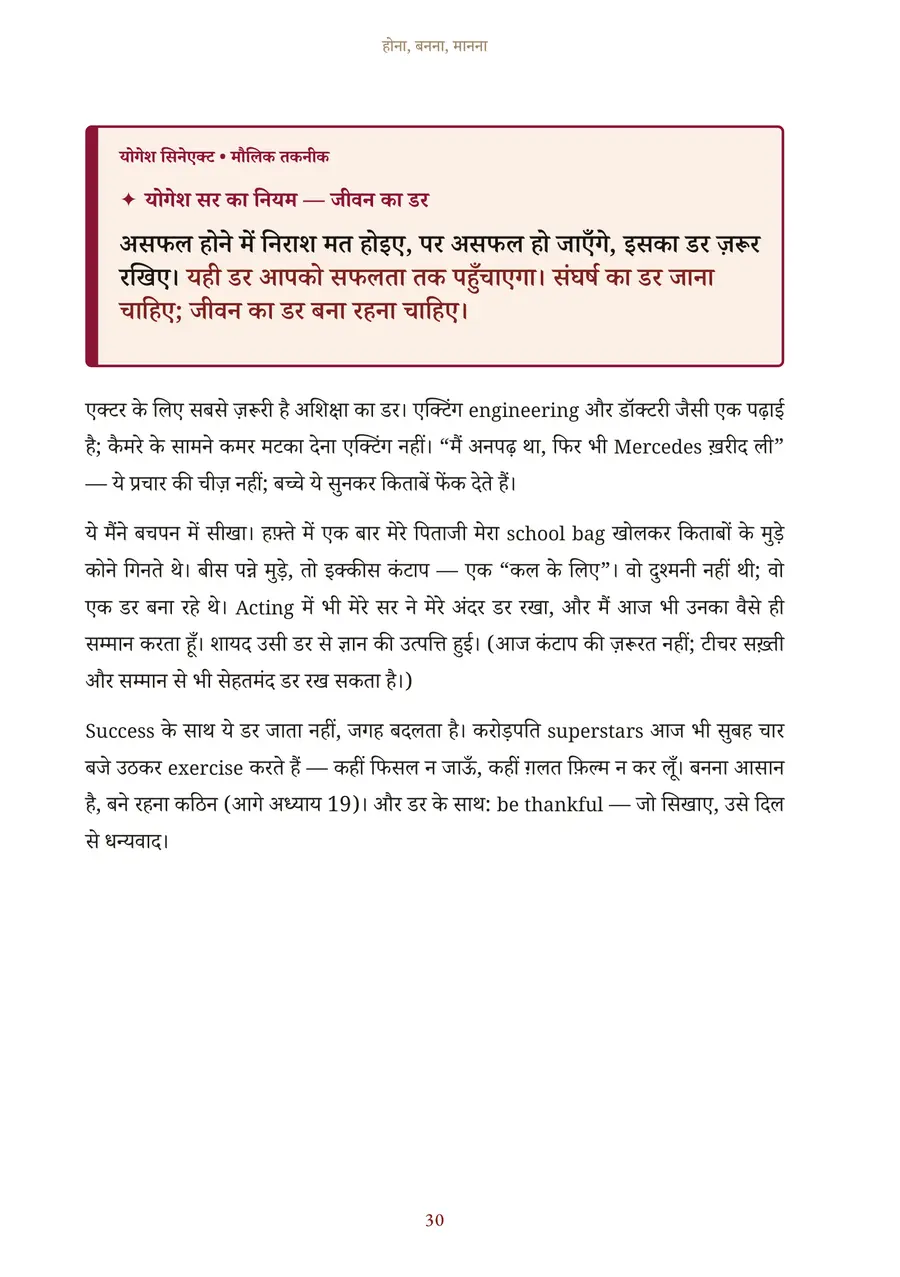 होना, बनना, मानना
योगेश सिनेएक्ट • मौलिक तकनीक
✦ योगेश सर का नियम — जीवन का डर
असफल होने में निराश मत होइए, पर असफल हो जाएँगे, इसका डर ज़रूर
रखिए। यही डर आपको सफलता तक पहुँचाएगा। संघर्ष का डर जाना
चाहिए; जीवन का डर बना रहना चाहिए।
एक्टर के लिए सबसे ज़रूरी है अशिक्षा का डर। एक्टिंग engineering और डॉक्टरी जैसी एक पढ़ाई
है; कैमरे के सामने कमर मटका देना एक्टिंग नहीं। “मैं अनपढ़ था, फिर भी Mercedes ख़रीद ली”
— ये प्रचार की चीज़ नहीं; बच्चे ये सुनकर किताबें फेंक देते हैं।
ये मैंने बचपन में सीखा। हफ़्ते में एक बार मेरे पिताजी मेरा school bag खोलकर किताबों के मुड़े
कोने गिनते थे। बीस पन्ने मुड़े, तो इक्कीस कंटाप — एक “कल के लिए”। वो दुश्मनी नहीं थी; वो
एक डर बना रहे थे। Acting में भी मेरे सर ने मेरे अंदर डर रखा, और मैं आज भी उनका वैसे ही
सम्मान करता हूँ। शायद उसी डर से ज्ञान की उत्पत्ति हुई। (आज कंटाप की ज़रूरत नहीं; टीचर सख़्ती
और सम्मान से भी सेहतमंद डर रख सकता है।)
Success के साथ ये डर जाता नहीं, जगह बदलता है। करोड़पति superstars आज भी सुबह चार
बजे उठकर exercise करते हैं — कहीं फिसल न जाऊँ, कहीं ग़लत फ़िल्म न कर लूँ। बनना आसान
है, बने रहना कठिन (आगे अध्याय 19)। और डर के साथ: be thankful — जो सिखाए, उसे दिल
से धन्यवाद।
30